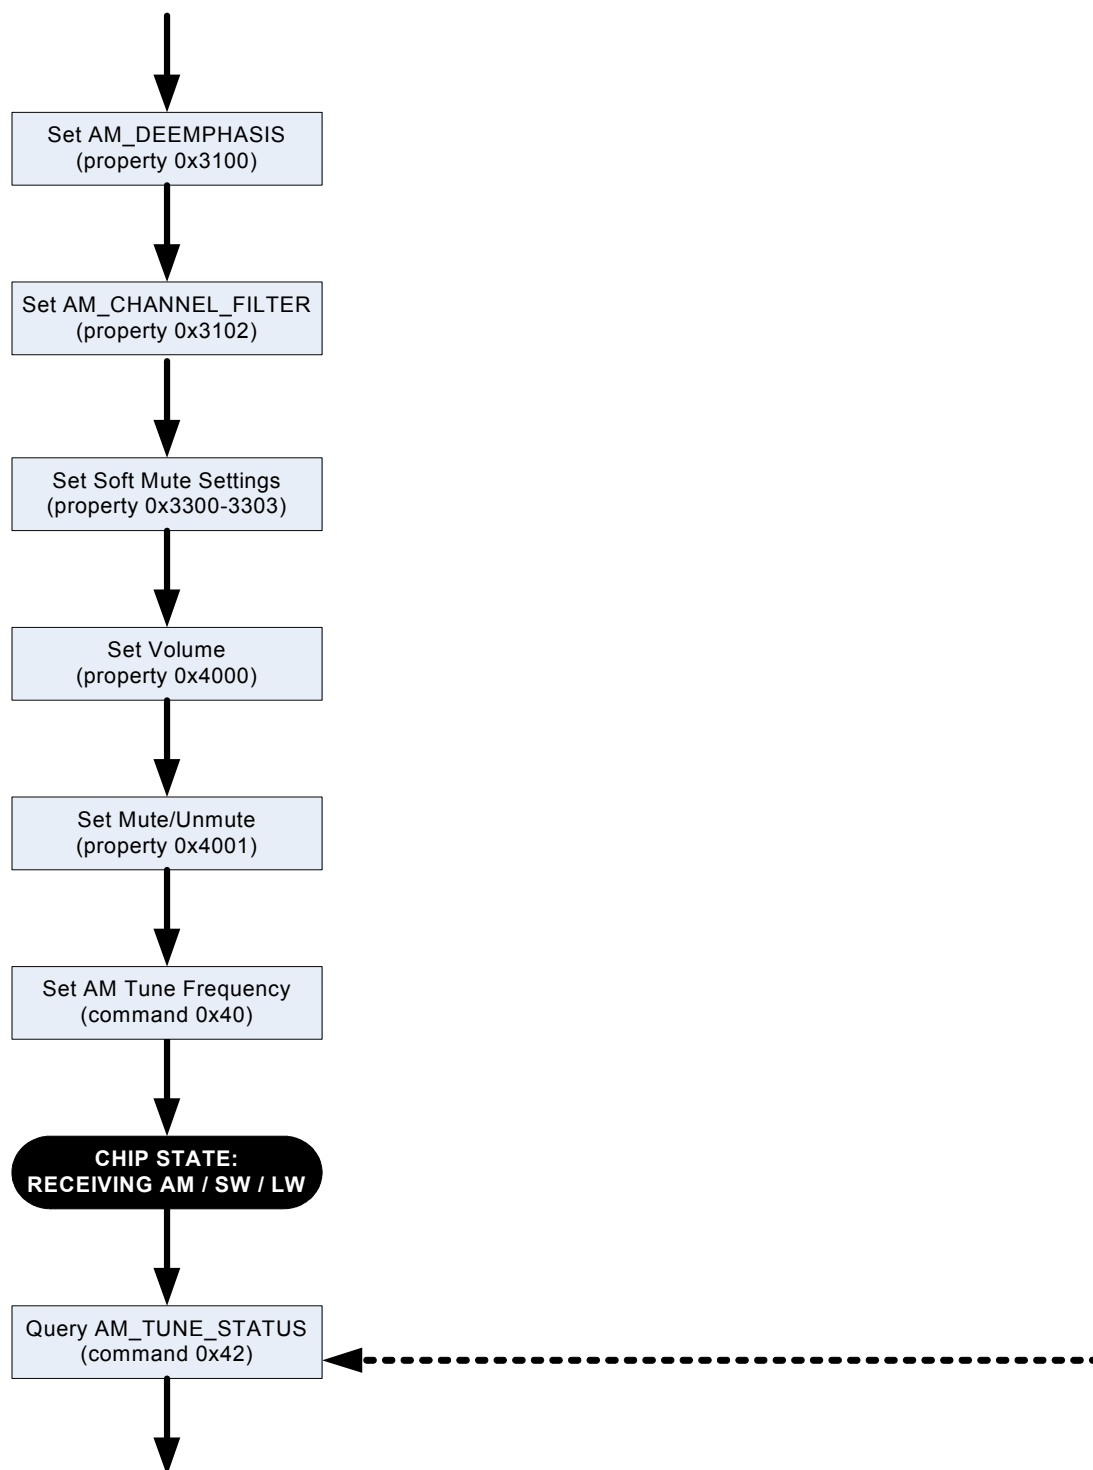 Set AM_DEEMPHASIS
(property 0x3100)
Set AM_CHANNEL_FILTER
(property 0x3102)
Set Soft Mute Settings
(property 0x3300-3303)
Set Volume
(property 0x4000)
Set Mute/Unmute
(property 0x4001)
Set AM Tune Frequency
(command 0x40)
CHIP STATE:
RECEIVING AM / SW / LW
Query AM_TUNE_STATUS
(command 0x42)